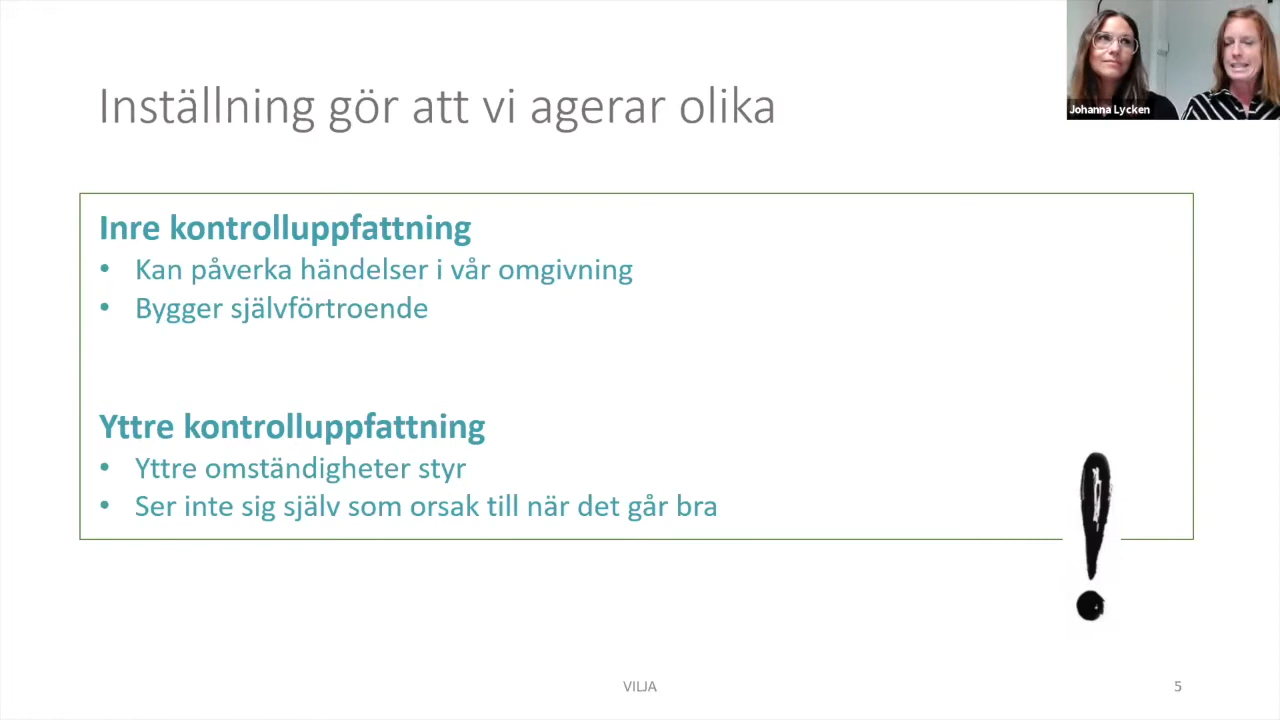 Inställning gör att vi agerar olika
Johanna Lycken
Inre kontrolluppfattning
• Kan påverka händelser i vår omgivning
• Bygger självförtroende
Yttre kontrolluppfattning
• Yttre omständigheter styr
• Ser inte sig själv som orsak till när det går bra
VILJA
5